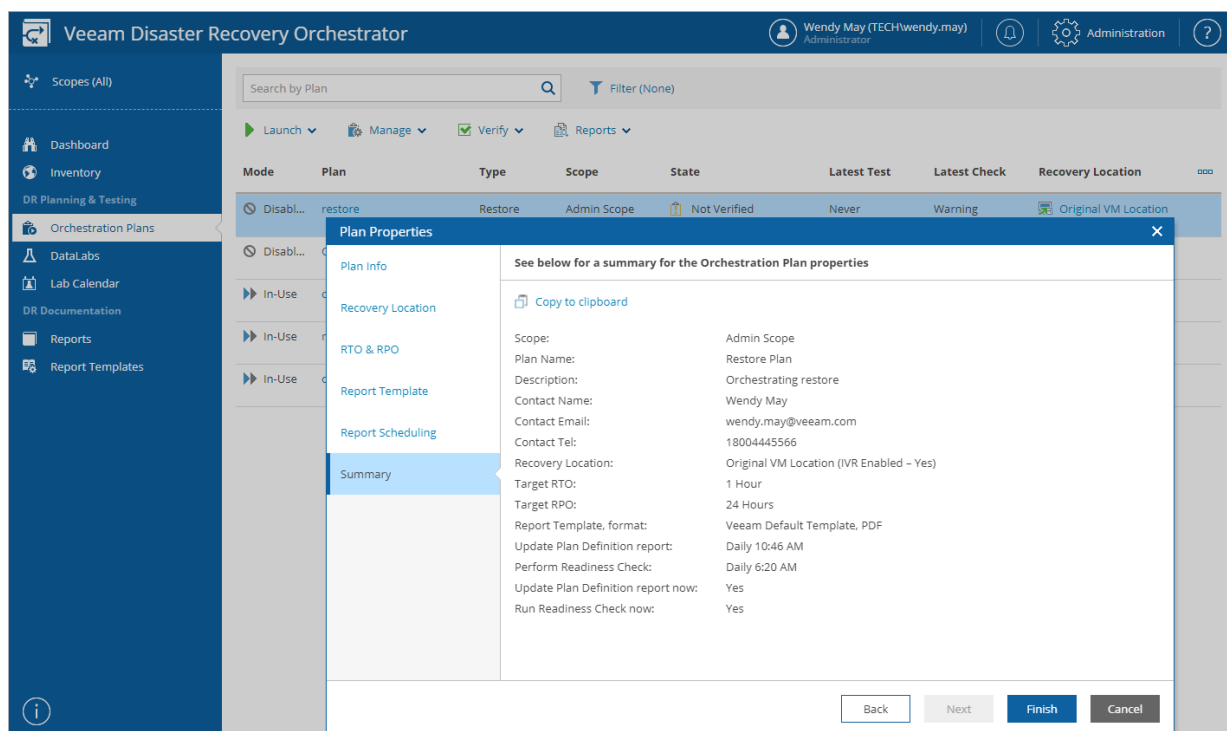 Veeam Disaster Recovery Orchestrator
Wendy May (TECH\wendy.may)
Administrator
Administration
?
Scopes (All)
Dashboard
Inventory
DR Planning & Testing
Orchestration Plans
DataLabs
Lab Calendar
DR Documentation
Reports
Report Templates
Search by Plan
Filter (None)
Launch Manage Verify Reports
Mode Plan Type Scope State Latest Test Latest Check Recovery Location
Disabl... restore Restore Admin Scope Not Verified Never Warning Original VM Location
Disabl...
In-Use
In-Use
In-Use
Plan Properties
Plan Info
Recovery Location
RTO & RPO
Report Template
Report Scheduling
Summary
See below for a summary for the Orchestration Plan properties
Copy to clipboard
Scope: Admin Scope
Plan Name: Restore Plan
Description: Orchestrating restore
Contact Name: Wendy May
Contact Email: wendy.may@veeam.com
Contact Tel: 18004445566
Recovery Location: Original VM Location (IVR Enabled – Yes)
Target RTO: 1 Hour
Target RPO: 24 Hours
Report Template, format: Veeam Default Template, PDF
Update Plan Definition report: Daily 10:46 AM
Perform Readiness Check: Daily 6:20 AM
Update Plan Definition report now: Yes
Run Readiness Check now: Yes
Back Next Finish Cancel